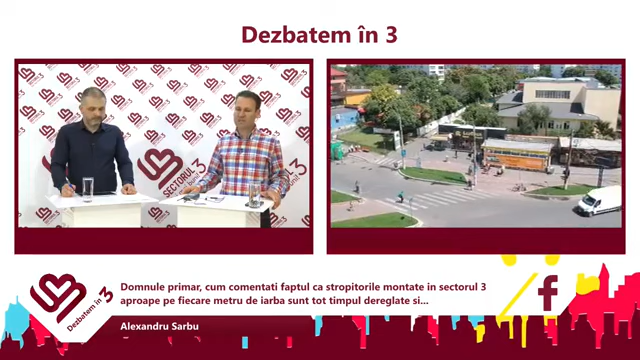 Dezbatem în 3
SECTORUL 3
Domnule primar, cum comentati faptul ca stropitorile montate in sectorul 3
aproape pe fiecare metru de iarba sunt tot timpul dereglate si...
Dezbatem în 3
Alexandru Sarbu